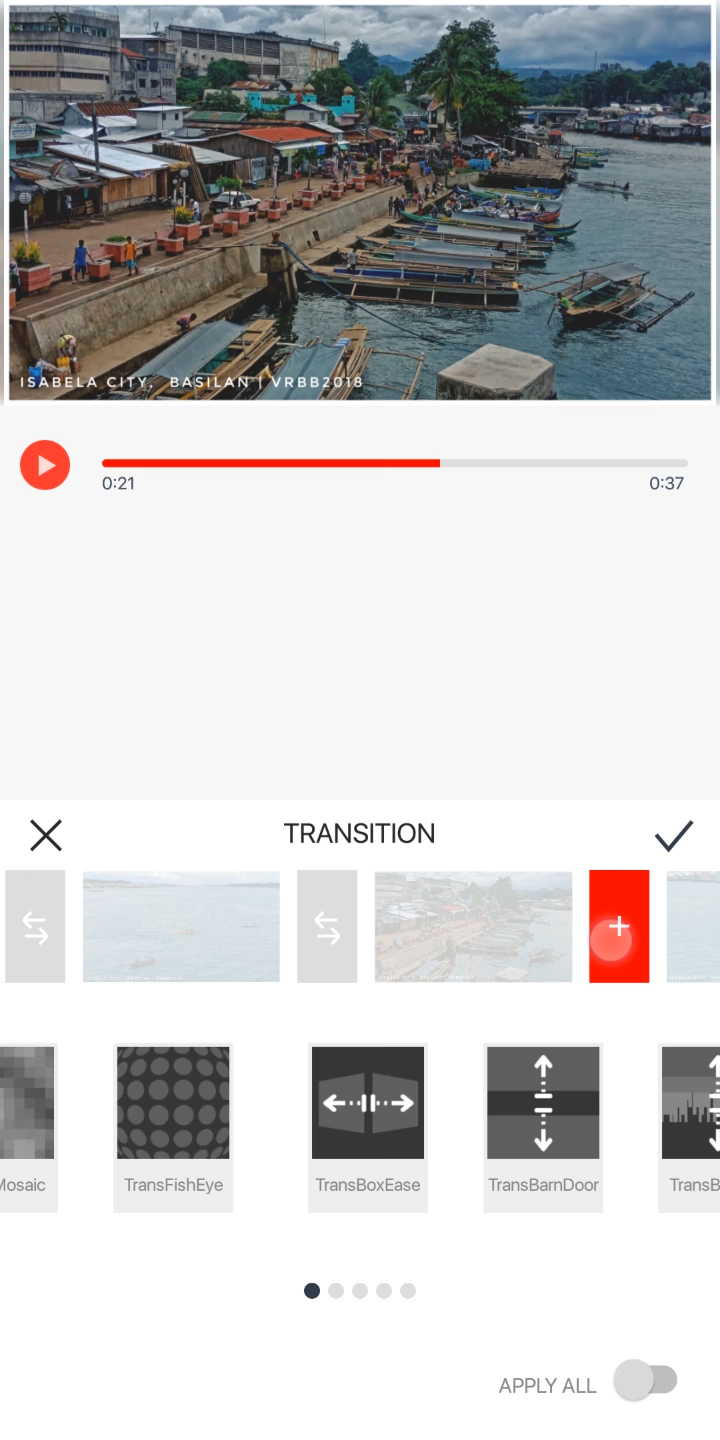 ISABELA CITY, BASILAN | VRBB2018
0:21
0:37
TRANSITION
Mosaic
TransFishEye
TransBoxEase
TransBarnDoor
TransB
APPLY ALL